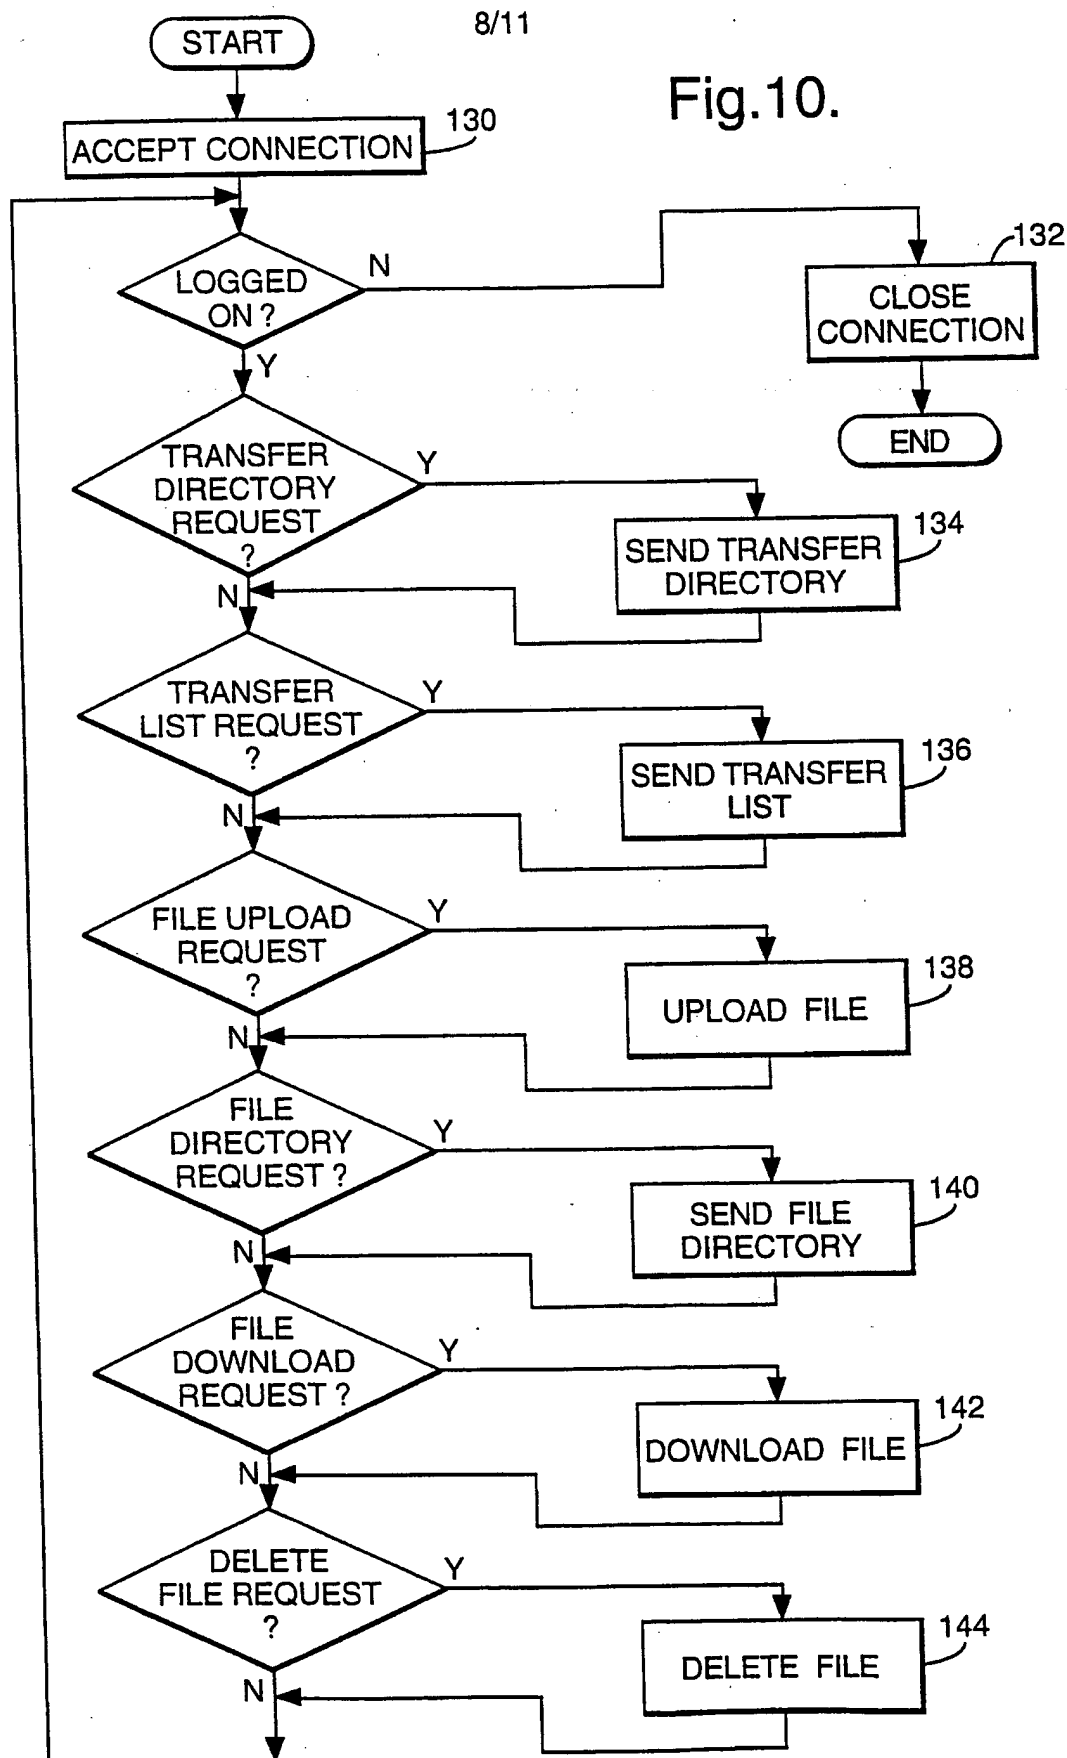 8/11
START
Fig.10.
130
ACCEPT CONNECTION
132
N
LOGGED
ON ?
CLOSE
CONNECTION
Y
END
TRANSFER
DIRECTORY
REQUEST
?
Y
134
SEND TRANSFER
DIRECTORY
N
TRANSFER
LIST REQUEST
?
Y
136
SEND TRANSFER
LIST
N
FILE UPLOAD
REQUEST
?
Y
138
UPLOAD FILE
N
FILE
DIRECTORY
REQUEST ?
Y
140
SEND FILE
DIRECTORY
N
FILE
DOWNLOAD
REQUEST ?
Y
142
DOWNLOAD FILE
N
DELETE
FILE REQUEST
?
Y
144
DELETE FILE
N